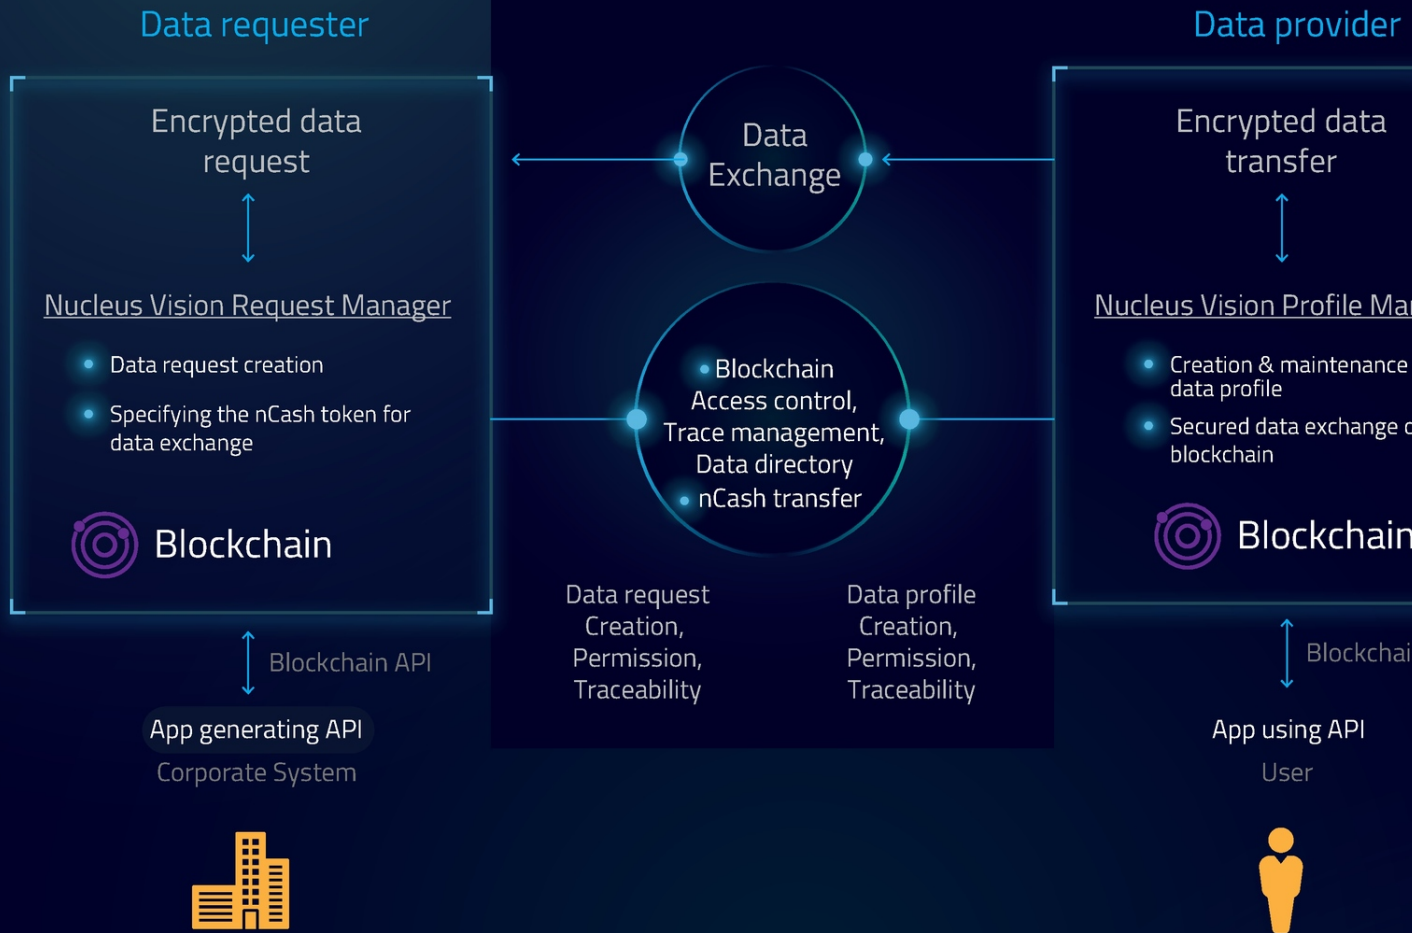 Data requester
Encrypted data
request
Nucleus Vision Request Manager
Data request creation
Specifying the nCash token for
data exchange
Blockchain
Blockchain API
App generating API
Corporate System
Data
Exchange
Blockchain
Access control,
Trace management,
Data directory
nCash transfer
Data request
Creation,
Permission,
Traceability
Data profile
Creation,
Permission,
Traceability
Data provider
Encrypted data
transfer
Nucleus Vision Profile
Creation & maintenance
data profile
Secured data exchange
blockchain
Blockchain
App using API
User